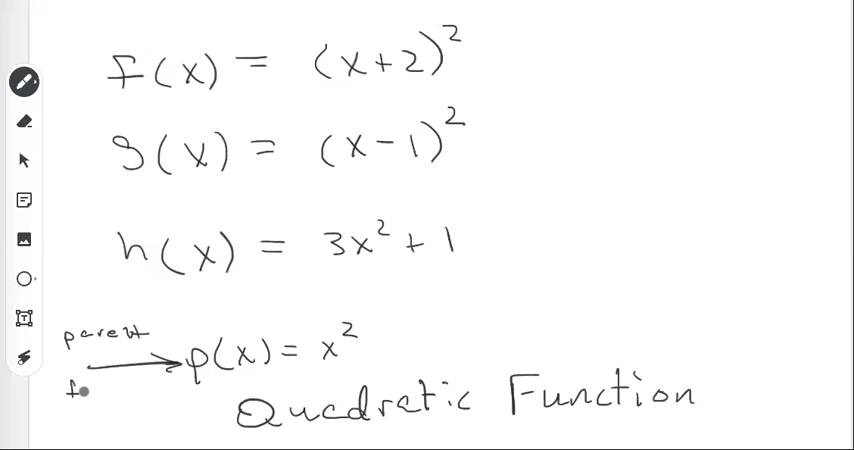 f(x) = (x+2)²
g(x) = (x-1)²
h(x) = 3x² + 1
parent
p(x) = x²
f
Quadratic Function